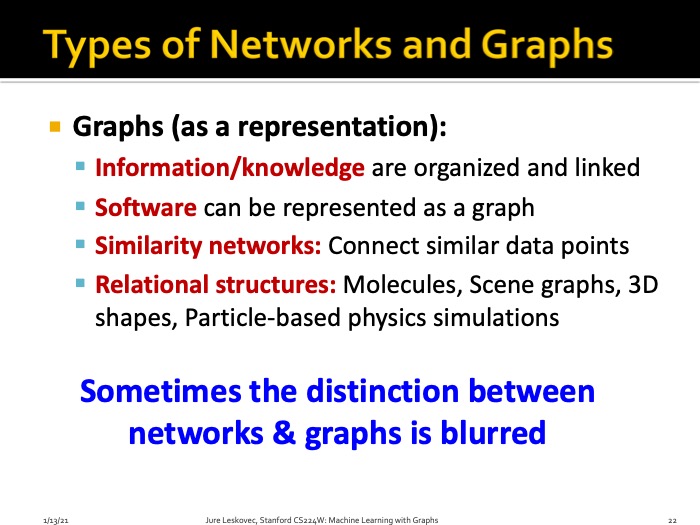 Types of Networks and Graphs
Graphs (as a representation):
Information/knowledge are organized and linked
Software can be represented as a graph
Similarity networks: Connect similar data points
Relational structures: Molecules, Scene graphs, 3D
shapes, Particle-based physics simulations
Sometimes the distinction between
networks & graphs is blurred
1/13/21 Jure Leskovec, Stanford CS224W: Machine Learning with Graphs 22